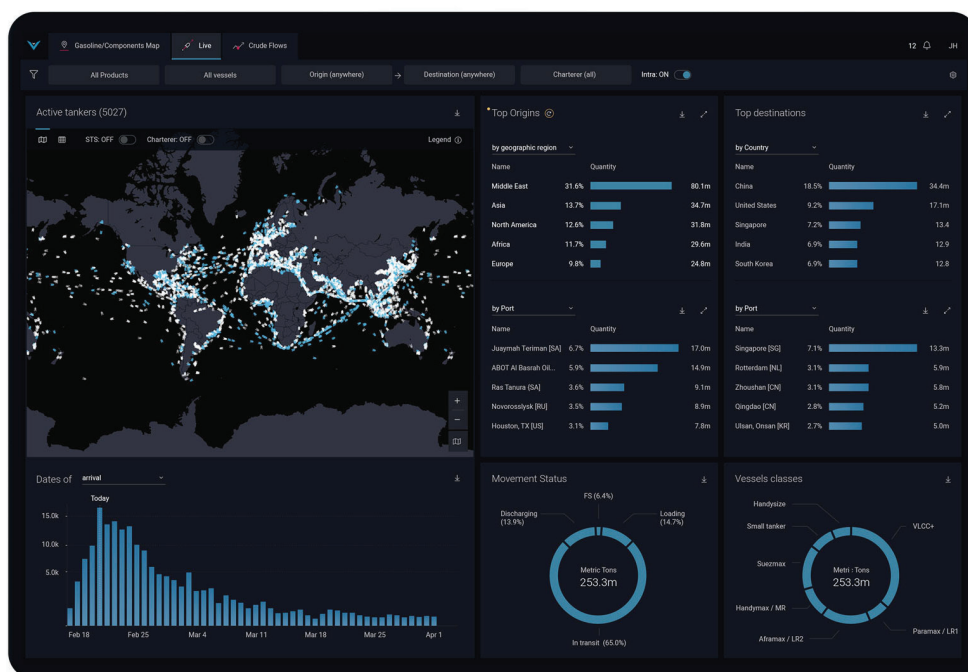 Gasoline/Components Map
Live
Crude Flows
12
JH
All Products
All vessels
Origin (anywhere)
→
Destination (anywhere)
Charterer (all)
Intra: ON
Active tankers (5027)
STS: OFF
Charterer: OFF
Legend
+
−
Top Origins
by geographic region
Name Quantity
Middle East 31.6% 80.1m
Asia 13.7% 34.7m
North America 12.6% 31.8m
Africa 11.7% 29.6m
Europe 9.8% 24.8m
by Port
Name Quantity
Juaymah Teriman [SA] 6.7% 17.0m
ABOT Al Basrah Oil... 5.9% 14.9m
Ras Tanura {SA] 3.6% 9.1m
Novorosslysk [RU] 3.5% 8.9m
Houston, TX [US] 3.1% 7.8m
Top destinations
by Country
Name Quantity
China 18.5% 34.4m
United States 9.2% 17.1m
Singapore 7.2% 13.4
India 6.9% 12.9
South Korea 6.9% 12.8
by Port
Name Quantity
Singapore [SG] 7.1% 13.3m
Rotterdam [NL] 3.1% 5.9m
Zhoushan [CN] 3.1% 5.8m
Qingdao [CN] 2.8% 5.2m
Ulsan, Onsan [KR] 2.7% 5.0m
Dates of arrival
Today
15.0k
10.0k
5.0k
Feb 18 Feb 25 Mar 4 Mar 11 Mar 18 Mar 25 Apr 1
Movement Status
FS (6.4%)
Discharging
(13.9%)
Loading
(14.7%)
Metric Tons
253.3m
In transit (65.0%)
Vessels classes
Handysize
Small tanker
VLCC+
Suezmax
Metri : Tons
253.3m
Handymax / MR
Paramax / LR1
Aframax / LR2